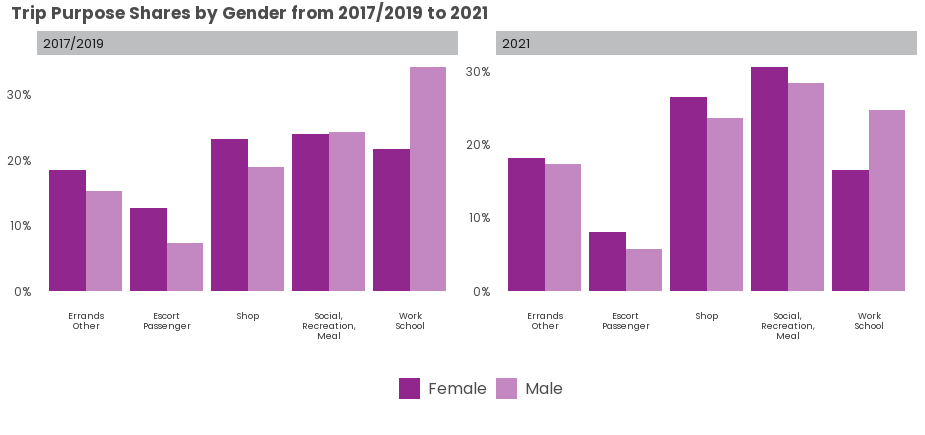 Trip Purpose Shares by Gender from 2017/2019 to 2021
2017/2019
30%
20%
10%
0%
Errands
Other
Escort
Passenger
Shop
Social,
Recreation,
Meal
Work
School
2021
30%
20%
10%
0%
Errands
Other
Escort
Passenger
Shop
Social,
Recreation,
Meal
Work
School
Female
Male